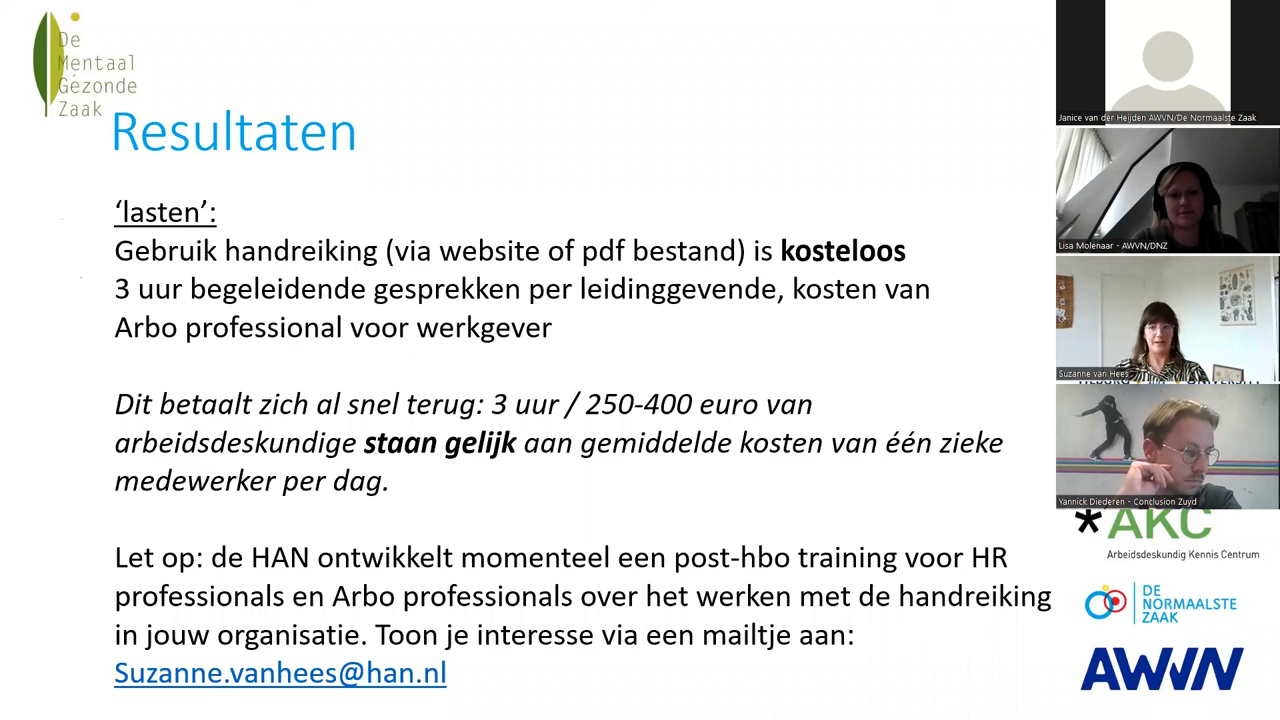 De
Mentaal
Gezonde
Zaak
Resultaten
‘lasten’:
Gebruik handreiking (via website of pdf bestand) is kosteloos
3 uur begeleidende gesprekken per leidinggevende, kosten van
Arbo professional voor werkgever
Dit betaalt zich al snel terug: 3 uur / 250-400 euro van
arbeidsdeskundige staan gelijk aan gemiddelde kosten van één zieke
medewerker per dag.
Let op: de HAN ontwikkelt momenteel een post-hbo training voor HR
professionals en Arbo professionals over het werken met de handreiking
in jouw organisatie. Toon je interesse via een mailtje aan:
Suzanne.vanhees@han.nl
Janice van der Heijden AWVN/De Normaalste Zaak
Lisa Molenaar - AWVN/DNZ
Suzanne van Hees
Yannick Diederen - Conclusion Zuyd
*AKC
Arbeidsdeskundig Kennis Centrum
DE
NORMAALSTE
ZAAK
AWVN